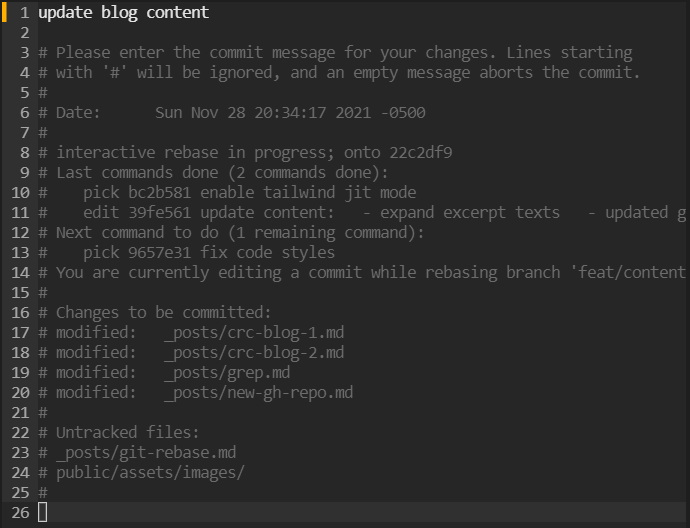 1 update blog content
2
3 # Please enter the commit message for your changes. Lines starting
4 # with '#' will be ignored, and an empty message aborts the commit.
5 #
6 # Date:      Sun Nov 28 20:34:17 2021 -0500
7 #
8 # interactive rebase in progress; onto 22c2df9
9 # Last commands done (2 commands done):
10 #    pick bc2b581 enable tailwind jit mode
11 #    edit 39fe561 update content:   - expand excerpt texts   - updated g
12 # Next command to do (1 remaining command):
13 #    pick 9657e31 fix code styles
14 # You are currently editing a commit while rebasing branch 'feat/content
15 #
16 # Changes to be committed:
17 # modified:   _posts/crc-blog-1.md
18 # modified:   _posts/crc-blog-2.md
19 # modified:   _posts/grep.md
20 # modified:   _posts/new-gh-repo.md
21 #
22 # Untracked files:
23 # _posts/git-rebase.md
24 # public/assets/images/
25 #
26